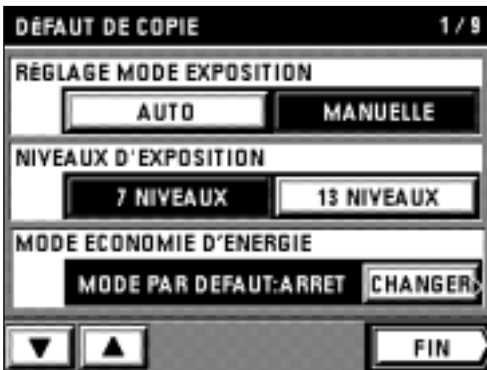 DéFAUT DE COPIE 1/9
RéGLAGE MODE EXPOSITION
AUTO MANUELLE
NIVEAUX D'EXPOSITION
7 NIVEAUX 13 NIVEAUX
MODE ECONOMIE D'ENERGIE
MODE PAR DEFAUT:ARRET CHANGER
FIN